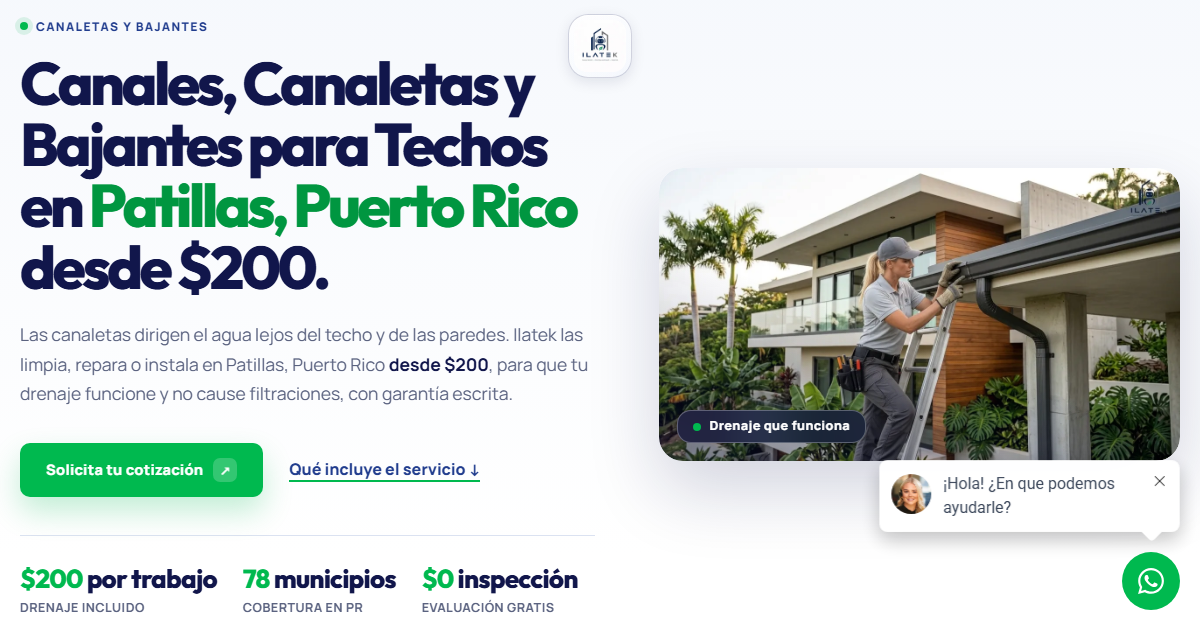 CANALETAS Y BAJANTES
ILATEK
Canales, Canaletas y
Bajantes para Techos
en Patillas, Puerto Rico
desde $200.
Las canaletas dirigen el agua lejos del techo y de las paredes. Ilatek las
limpia, repara o instala en Patillas, Puerto Rico desde $200, para que tu
drenaje funcione y no cause filtraciones, con garantía escrita.
Solicita tu cotización ↗
Qué incluye el servicio ↓
$200 por trabajo
DRENAJE INCLUIDO
78 municipios
COBERTURA EN PR
$0 inspección
EVALUACIÓN GRATIS
ILATEK
Drenaje que funciona
¡Hola! ¿En que podemos
ayudarle?